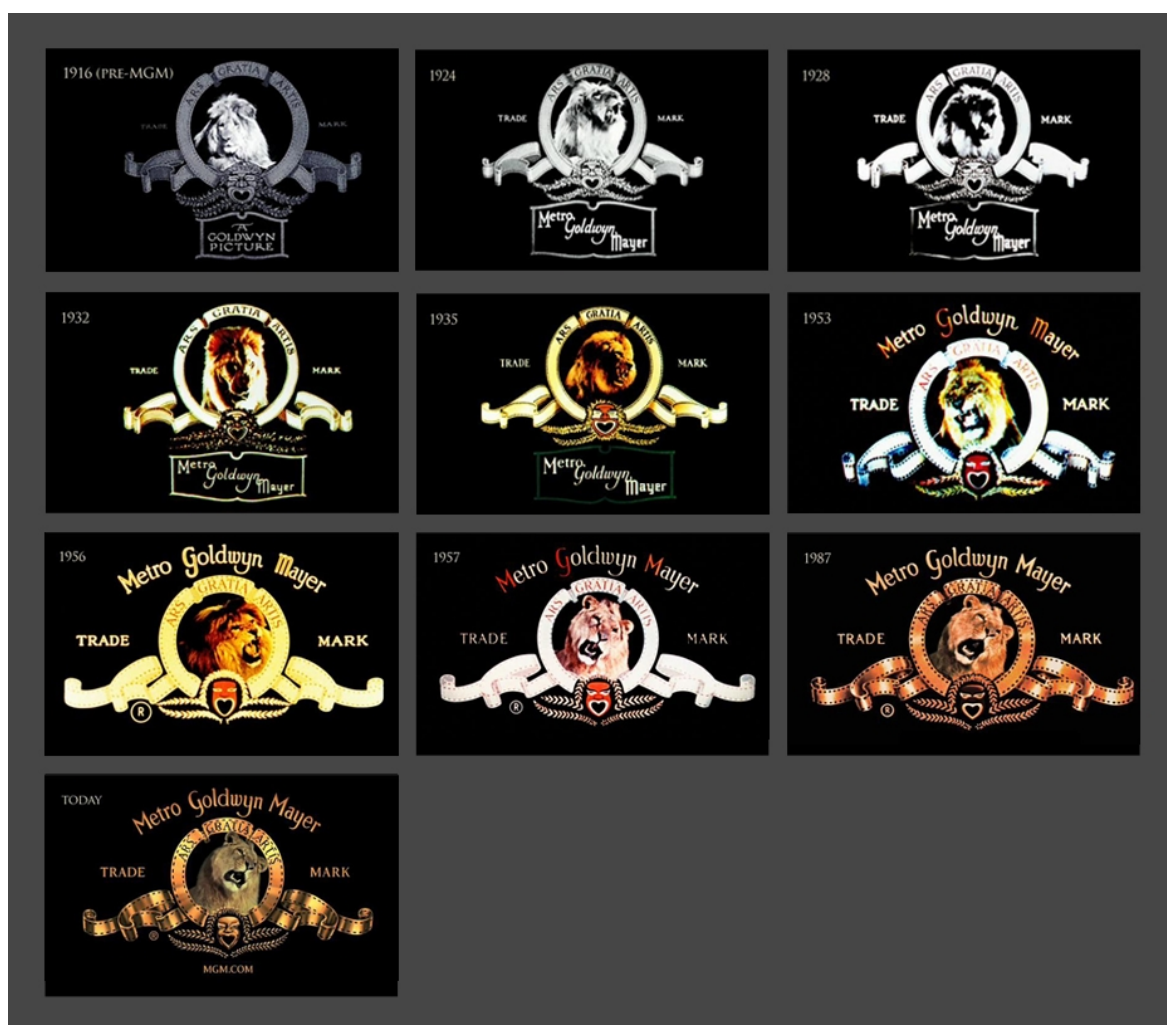 1916 (PRE-MGM)
ARS GRATIA ARTIS
TRADE MARK
A
GOLDWYN
PICTURE
1924
ARS GRATIA ARTIS
TRADE MARK
Metro
Goldwyn
Mayer
1928
ARS GRATIA ARTIS
TRADE MARK
Metro
Goldwyn
Mayer
1932
ARS GRATIA ARTIS
TRADE MARK
Metro
Goldwyn
Mayer
1935
ARS GRATIA ARTIS
TRADE MARK
Metro
Goldwyn
Mayer
1953
Metro Goldwyn Mayer
ARS GRATIA ARTIS
TRADE MARK
1956
Metro Goldwyn Mayer
ARS GRATIA ARTIS
TRADE MARK
R
1957
Metro Goldwyn Mayer
ARS GRATIA ARTIS
TRADE MARK
R
1987
Metro Goldwyn Mayer
ARS GRATIA ARTIS
TRADE MARK
R
TODAY
Metro Goldwyn Mayer
ARS GRATIA ARTIS
TRADE MARK
®
MGM.COM